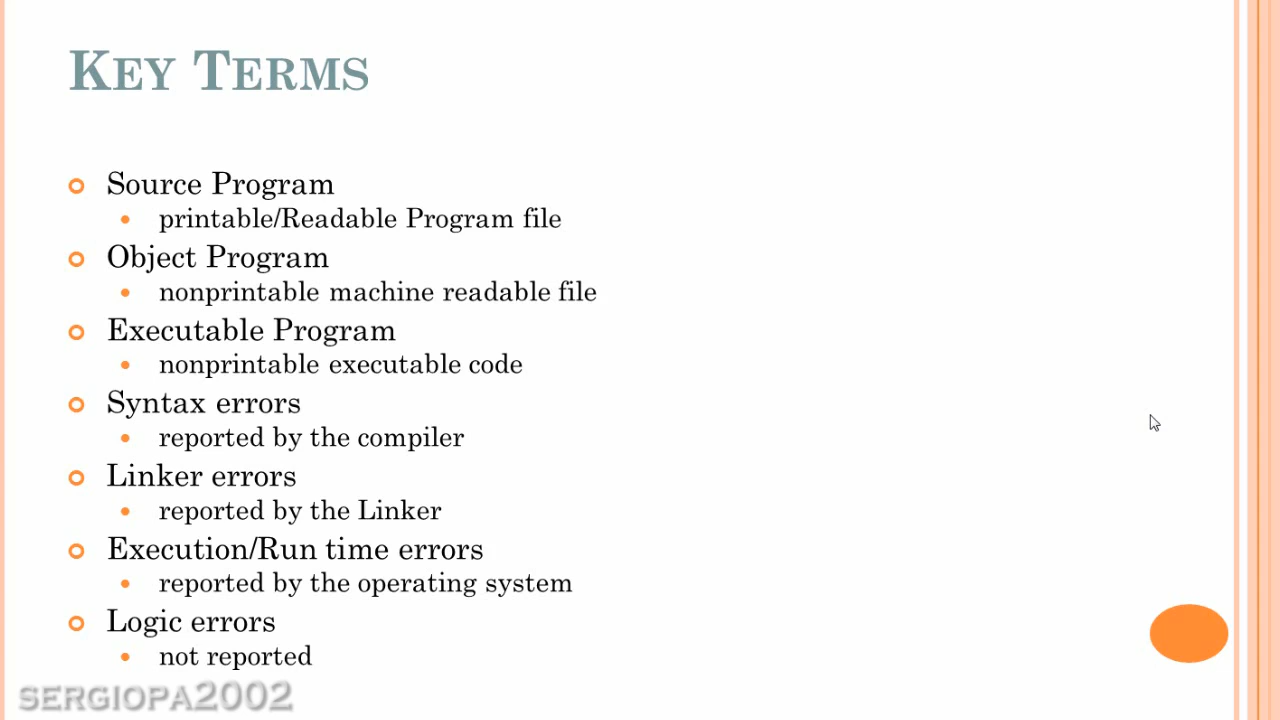 KEY TERMS
Source Program
printable/Readable Program file
Object Program
nonprintable machine readable file
Executable Program
nonprintable executable code
Syntax errors
reported by the compiler
Linker errors
reported by the Linker
Execution/Run time errors
reported by the operating system
Logic errors
not reported
SERGIOPA2002